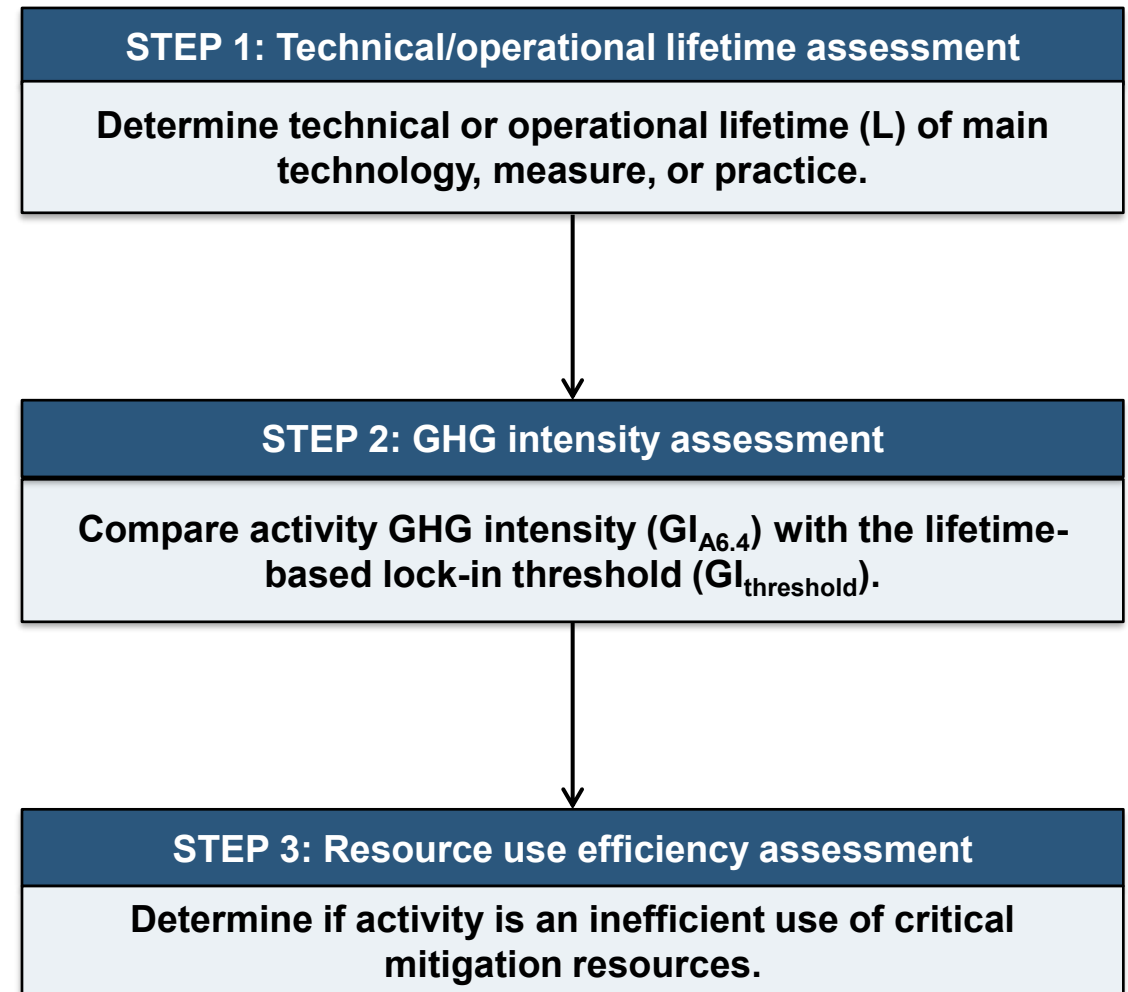 STEP 1: Technical/operational lifetime assessment
Determine technical or operational lifetime (L) of main
technology, measure, or practice.
STEP 2: GHG intensity assessment
Compare activity GHG intensity (GI_A6.4) with the lifetime-
based lock-in threshold (GI_threshold).
STEP 3: Resource use efficiency assessment
Determine if activity is an inefficient use of critical
mitigation resources.